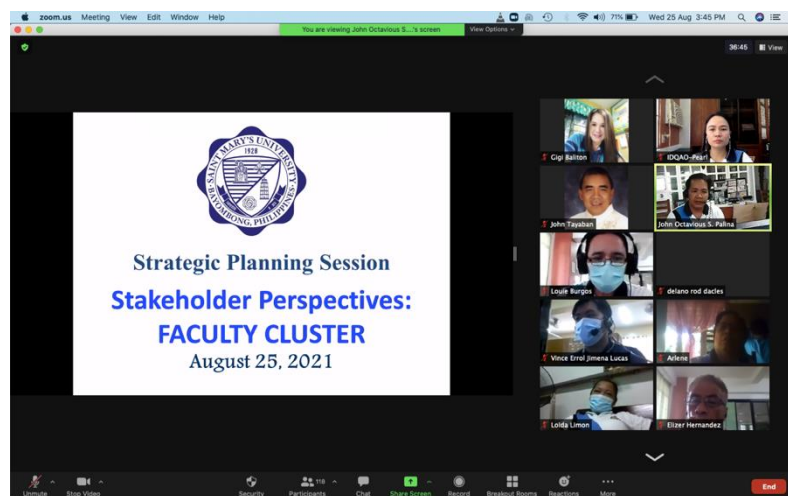 zoom.us Meeting View Edit Window Help
71% Wed 25 Aug 3:45 PM
You are viewing John Octavious S...'s screen
View Options
36:45 View
SAINT MARY'S UNIVERSITY
1928
BAYOMBONG, PHILIPPINES
Strategic Planning Session
Stakeholder Perspectives:
FACULTY CLUSTER
August 25, 2021
Gigi Baliton
IDQAO-Pearl
John Tayaban
John Octavious S. Palina
Louie Burgos
delano rod dacles
Vince Errol Jimena Lucas
Arlene
Loida Limon
Elizer Hernandez
118
Unmute
Stop Video
Security
Participants
Chat
Share Screen
Record
Breakout Rooms
Reactions
More
End